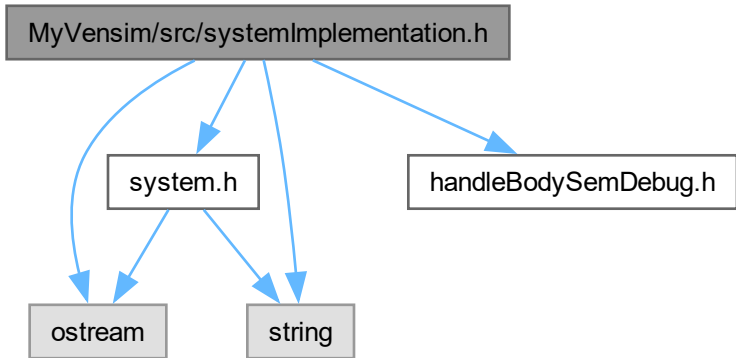 MyVensim/src/systemImplementation.h
system.h
handleBodySemDebug.h
ostream
string